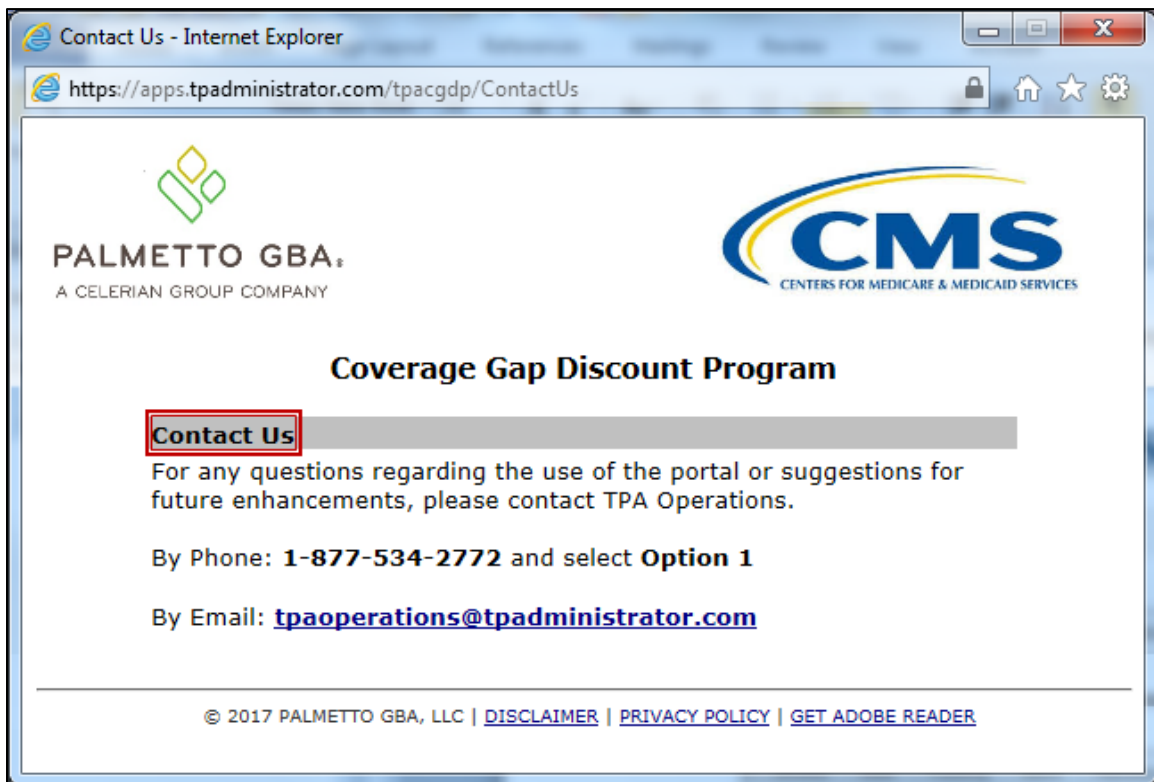 Contact Us - Internet Explorer
https://apps.tpadministrator.com/tpacgdp/ContactUs
PALMETTO GBA
A CELERIAN GROUP COMPANY
CMS
CENTERS FOR MEDICARE & MEDICAID SERVICES
Coverage Gap Discount Program
Contact Us
For any questions regarding the use of the portal or suggestions for
future enhancements, please contact TPA Operations.
By Phone: 1-877-534-2772 and select Option 1
By Email: tpaoperations@tpadministrator.com
© 2017 PALMETTO GBA, LLC | DISCLAIMER | PRIVACY POLICY | GET ADOBE READER